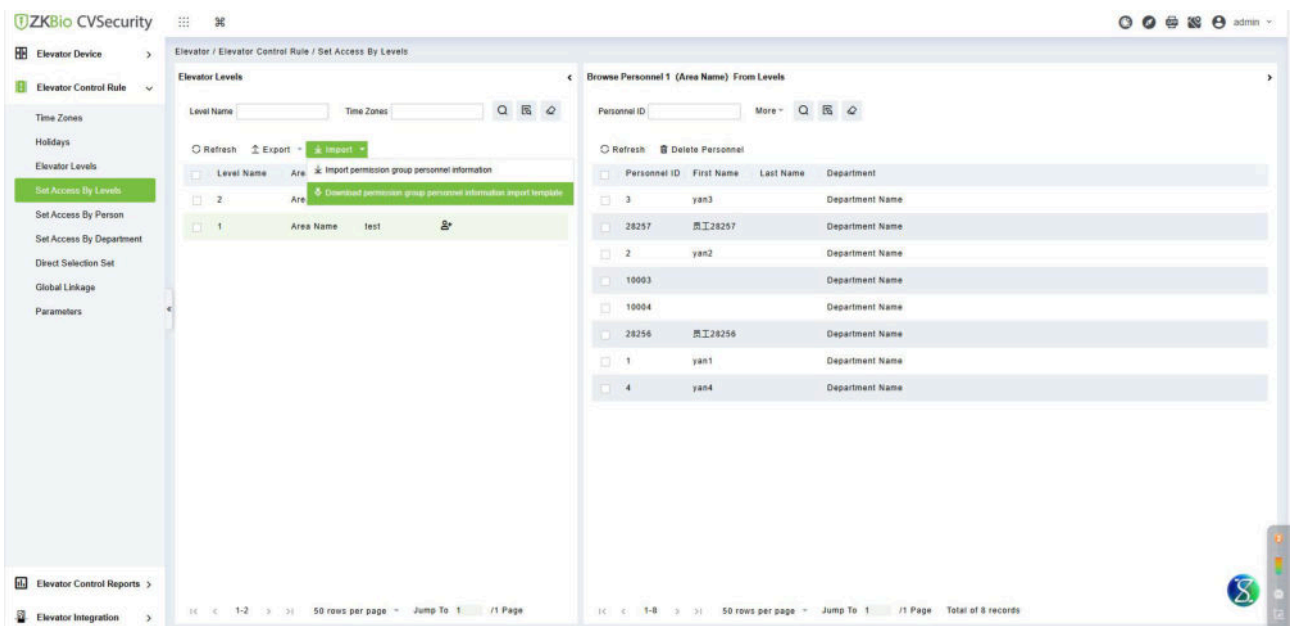 ZKBio CVSecurity
admin
Elevator Device
Elevator Control Rule
Time Zones
Holidays
Elevator Levels
Set Access By Levels
Set Access By Person
Set Access By Department
Direct Selection Set
Global Linkage
Parameters
Elevator Control Reports
Elevator Integration
Elevator / Elevator Control Rule / Set Access By Levels
Elevator Levels
Level Name Time Zones
Refresh Export Import
Import permission group personnel information
Download permission group personnel information import template
Level Name Are
2 Are
1 Area Name test
1-2 50 rows per page Jump To 1 /1 Page
Browse Personnel 1 (Area Name) From Levels
Personnel ID More
Refresh Delete Personnel
Personnel ID First Name Last Name Department
3 yan3 Department Name
28257 员工28257 Department Name
2 yan2 Department Name
10003 Department Name
10004 Department Name
28256 员工28256 Department Name
1 yan1 Department Name
4 yan4 Department Name
1-8 50 rows per page Jump To 1 /1 Page Total of 8 records